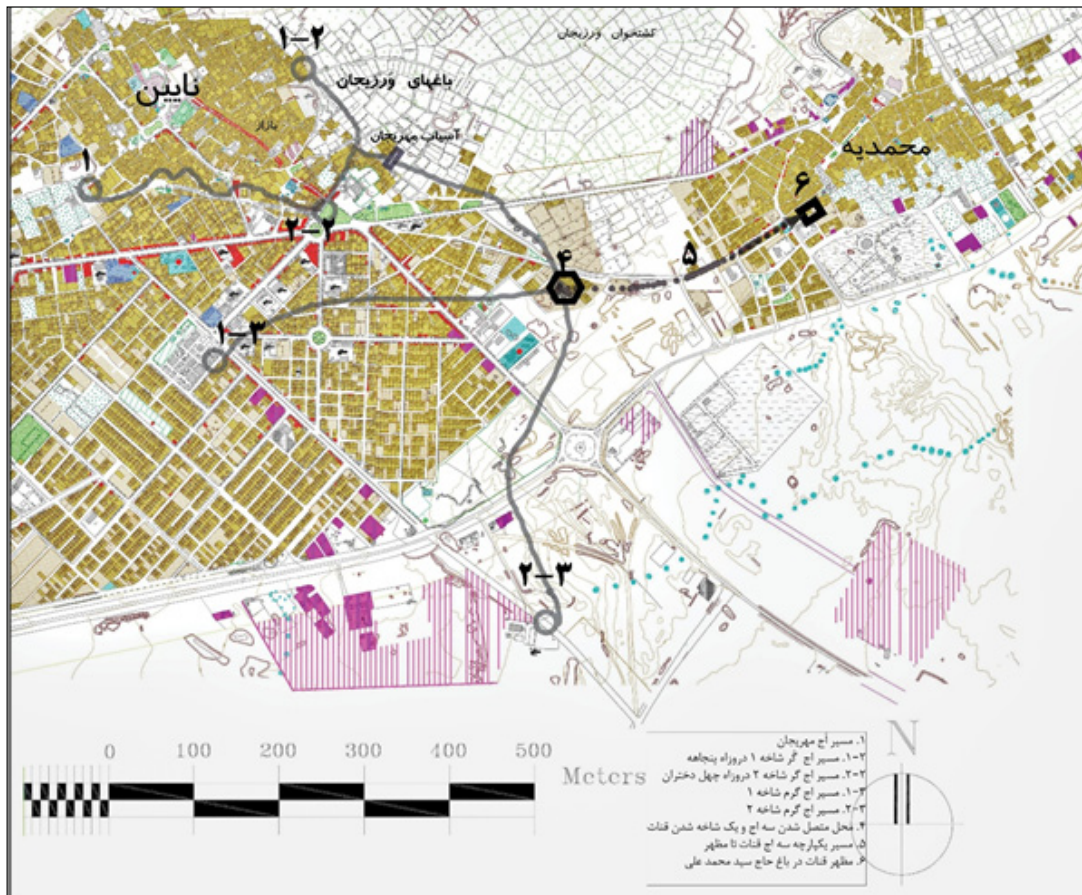 ۱-۲
کشتخوان ورزیجان
نایین
باغهای ورزیجان
بازار
آسیاب مهریجان
محمدیه
۱
۶
۲-۲
۵
۴
۱-۳
۲-۳
0 100 200 300 400 500
Meters
N
۱. مسیر اج مهریجان
۱-۲. مسیر اج گر شاخه ۱ دروازه پنجاهه
۲-۲. مسیر اج گر شاخه ۲ دروازه چهل دختران
۱-۳. مسیر اج گرم شاخه ۱
۲-۳. مسیر اج گرم شاخه ۲
۴. محل متصل شدن سه اج و یک شاخه شدن قنات
۵. مسیر یکپارچه سه اج قنات تا مظهر
۶. مظهر قنات در باغ حاج سید محمد علی